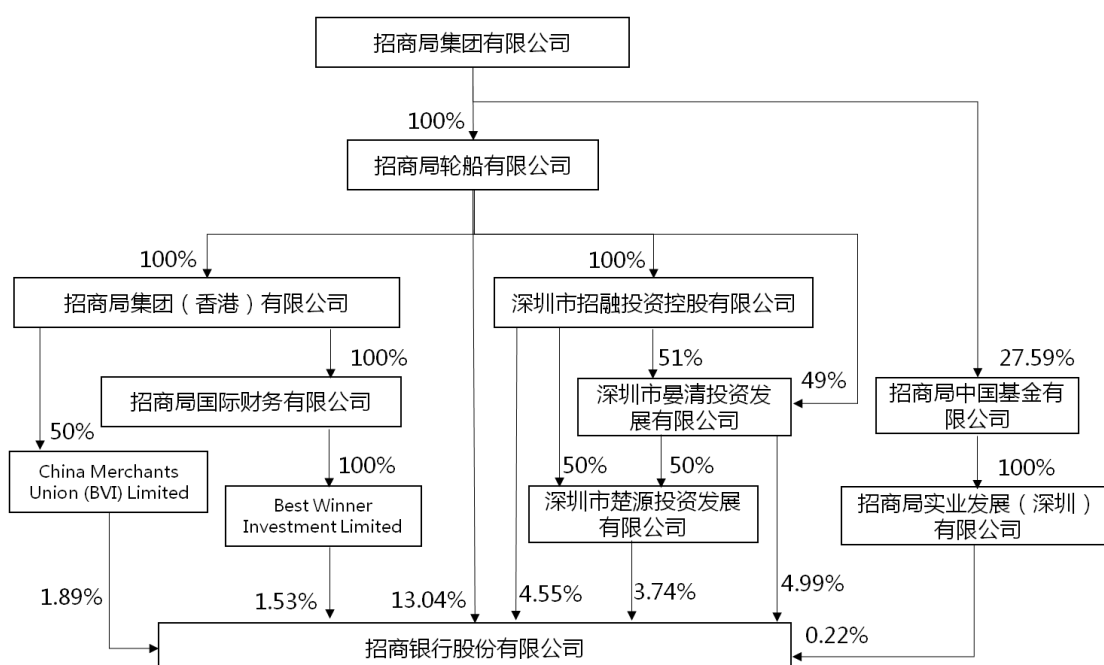 招商局集团有限公司
100%
招商局轮船有限公司
100%
100%
招商局集团（香港）有限公司
深圳市招融投资控股有限公司
100%
51%
27.59%
招商局国际财务有限公司
深圳市晏清投资发
展有限公司
49%
招商局中国基金有
限公司
50%
100%
50%
50%
100%
China Merchants
Union (BVI) Limited
Best Winner
Investment Limited
深圳市楚源投资发展
有限公司
招商局实业发展（深圳）
有限公司
1.89%
1.53%
13.04%
4.55%
3.74%
4.99%
0.22%
招商银行股份有限公司